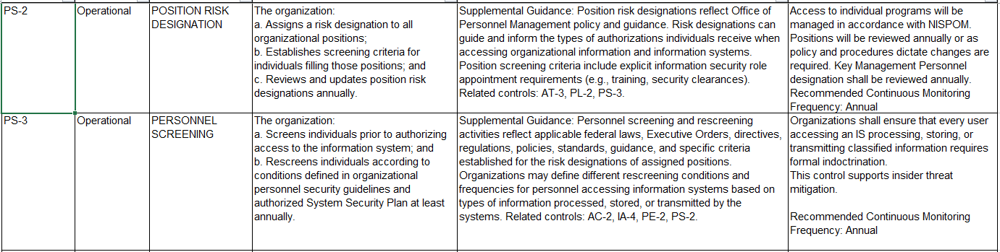 PS-2
Operational
POSITION RISK
DESIGNATION
The organization:
a. Assigns a risk designation to all
organizational positions;
b. Establishes screening criteria for
individuals filling those positions; and
c. Reviews and updates position risk
designations annually.
Supplemental Guidance: Position risk designations reflect Office of
Personnel Management policy and guidance. Risk designations can
guide and inform the types of authorizations individuals receive when
accessing organizational information and information systems.
Position screening criteria include explicit information security role
appointment requirements (e.g., training, security clearances).
Related controls: AT-3, PL-2, PS-3.
Access to individual programs will be
managed in accordance with NISPOM.
Positions will be reviewed annually or as
policy and procedures dictate changes are
required. Key Management Personnel
designation shall be reviewed annually.
Recommended Continuous Monitoring
Frequency: Annual
PS-3
Operational
PERSONNEL
SCREENING
The organization:
a. Screens individuals prior to authorizing
access to the information system; and
b. Rescreens individuals according to
conditions defined in organizational
personnel security guidelines and
authorized System Security Plan at least
annually.
Supplemental Guidance: Personnel screening and rescreening
activities reflect applicable federal laws, Executive Orders, directives,
regulations, policies, standards, guidance, and specific criteria
established for the risk designations of assigned positions.
Organizations may define different rescreening conditions and
frequencies for personnel accessing information systems based on
types of information processed, stored, or transmitted by the
systems. Related controls: AC-2, IA-4, PE-2, PS-2.
Organizations shall ensure that every user
accessing an IS processing, storing, or
transmitting classified information requires
formal indoctrination.
This control supports insider threat
mitigation.
Recommended Continuous Monitoring
Frequency: Annual